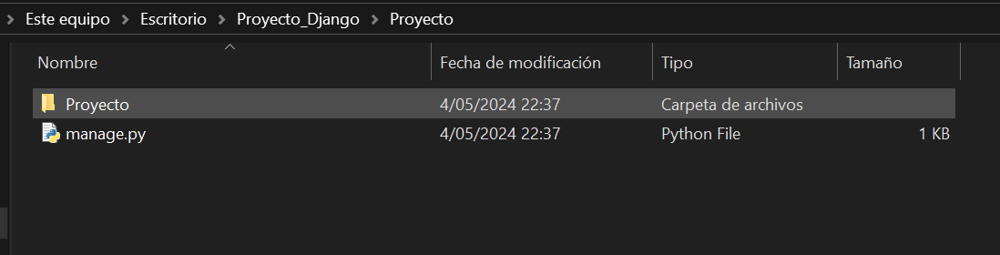 Este equipo > Escritorio > Proyecto_Django > Proyecto
Nombre Fecha de modificación Tipo Tamaño
Proyecto 4/05/2024 22:37 Carpeta de archivos
manage.py 4/05/2024 22:37 Python File 1 KB